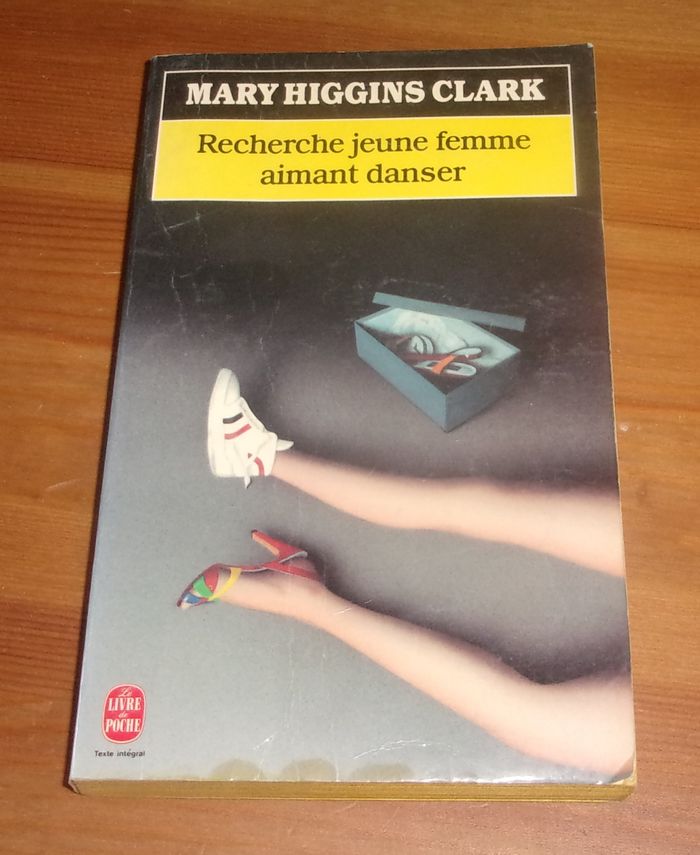 MARY HIGGINS CLARK
Recherche jeune femme
aimant danser
Le
LIVRE
de
POCHE
Texte intégral